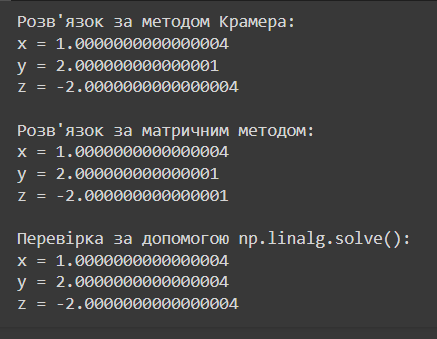 Розв'язок за методом Крамера:
x = 1.0000000000000004
y = 2.000000000000001
z = -2.0000000000000004
Розв'язок за матричним методом:
x = 1.0000000000000004
y = 2.000000000000001
z = -2.000000000000001
Перевірка за допомогою np.linalg.solve():
x = 1.0000000000000004
y = 2.0000000000000004
z = -2.0000000000000004